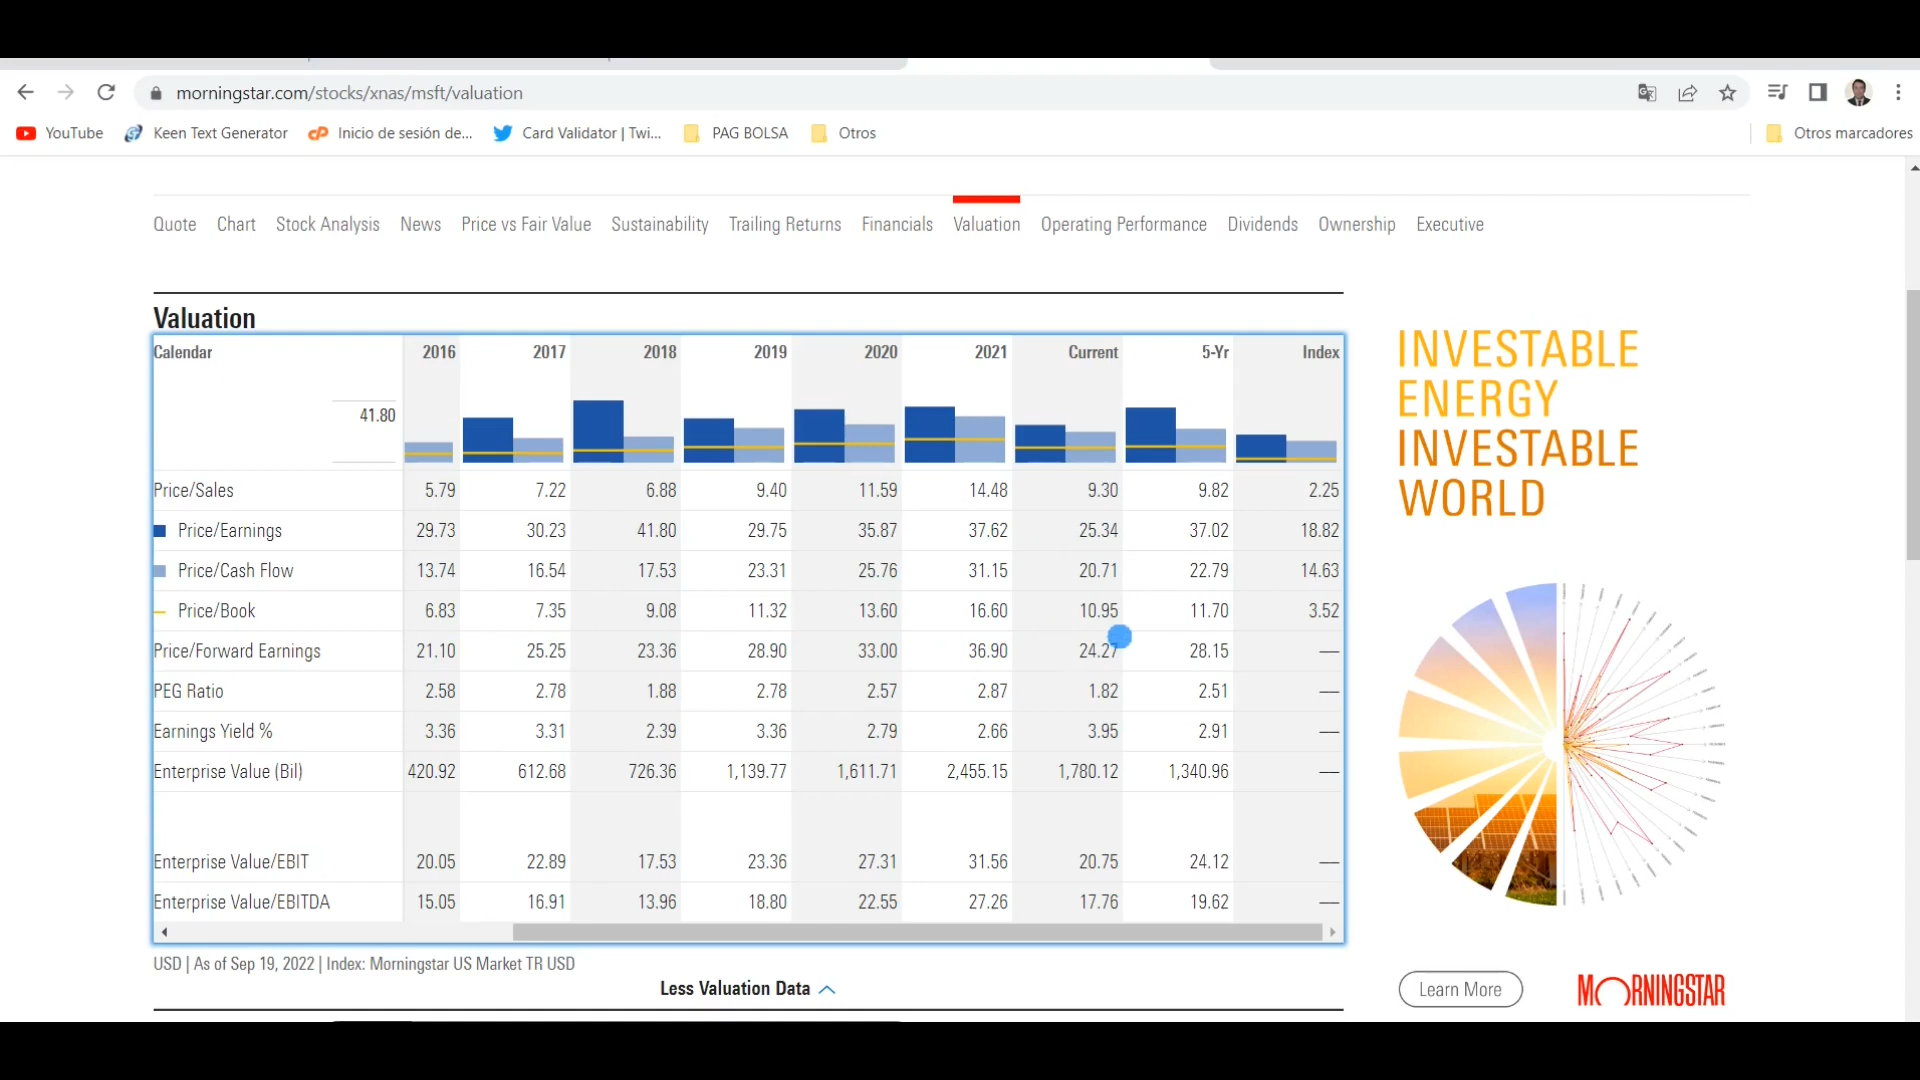 morningstar.com/stocks/xnas/msft/valuation
YouTube Keen Text Generator Inicio de sesión de... Card Validator | Twi... PAG BOLSA Otros Otros marcadores
Quote Chart Stock Analysis News Price vs Fair Value Sustainability Trailing Returns Financials Valuation Operating Performance Dividends Ownership Executive
Valuation
Calendar 2016 2017 2018 2019 2020 2021 Current 5-Yr Index
41.80
Price/Sales 5.79 7.22 6.88 9.40 11.59 14.48 9.30 9.82 2.25
Price/Earnings 29.73 30.23 41.80 29.75 35.87 37.62 25.34 37.02 18.82
Price/Cash Flow 13.74 16.54 17.53 23.31 25.76 31.15 20.71 22.79 14.63
Price/Book 6.83 7.35 9.08 11.32 13.60 16.60 10.95 11.70 3.52
Price/Forward Earnings 21.10 25.25 23.36 28.90 33.00 36.90 24.27 28.15 —
PEG Ratio 2.58 2.78 1.88 2.78 2.57 2.87 1.82 2.51 —
Earnings Yield % 3.36 3.31 2.39 3.36 2.79 2.66 3.95 2.91 —
Enterprise Value (Bil) 420.92 612.68 726.36 1,139.77 1,611.71 2,455.15 1,780.12 1,340.96 —
Enterprise Value/EBIT 20.05 22.89 17.53 23.36 27.31 31.56 20.75 24.12 —
Enterprise Value/EBITDA 15.05 16.91 13.96 18.80 22.55 27.26 17.76 19.62 —
USD | As of Sep 19, 2022 | Index: Morningstar US Market TR USD
Less Valuation Data
INVESTABLE
ENERGY
INVESTABLE
WORLD
Learn More
MORNINGSTAR